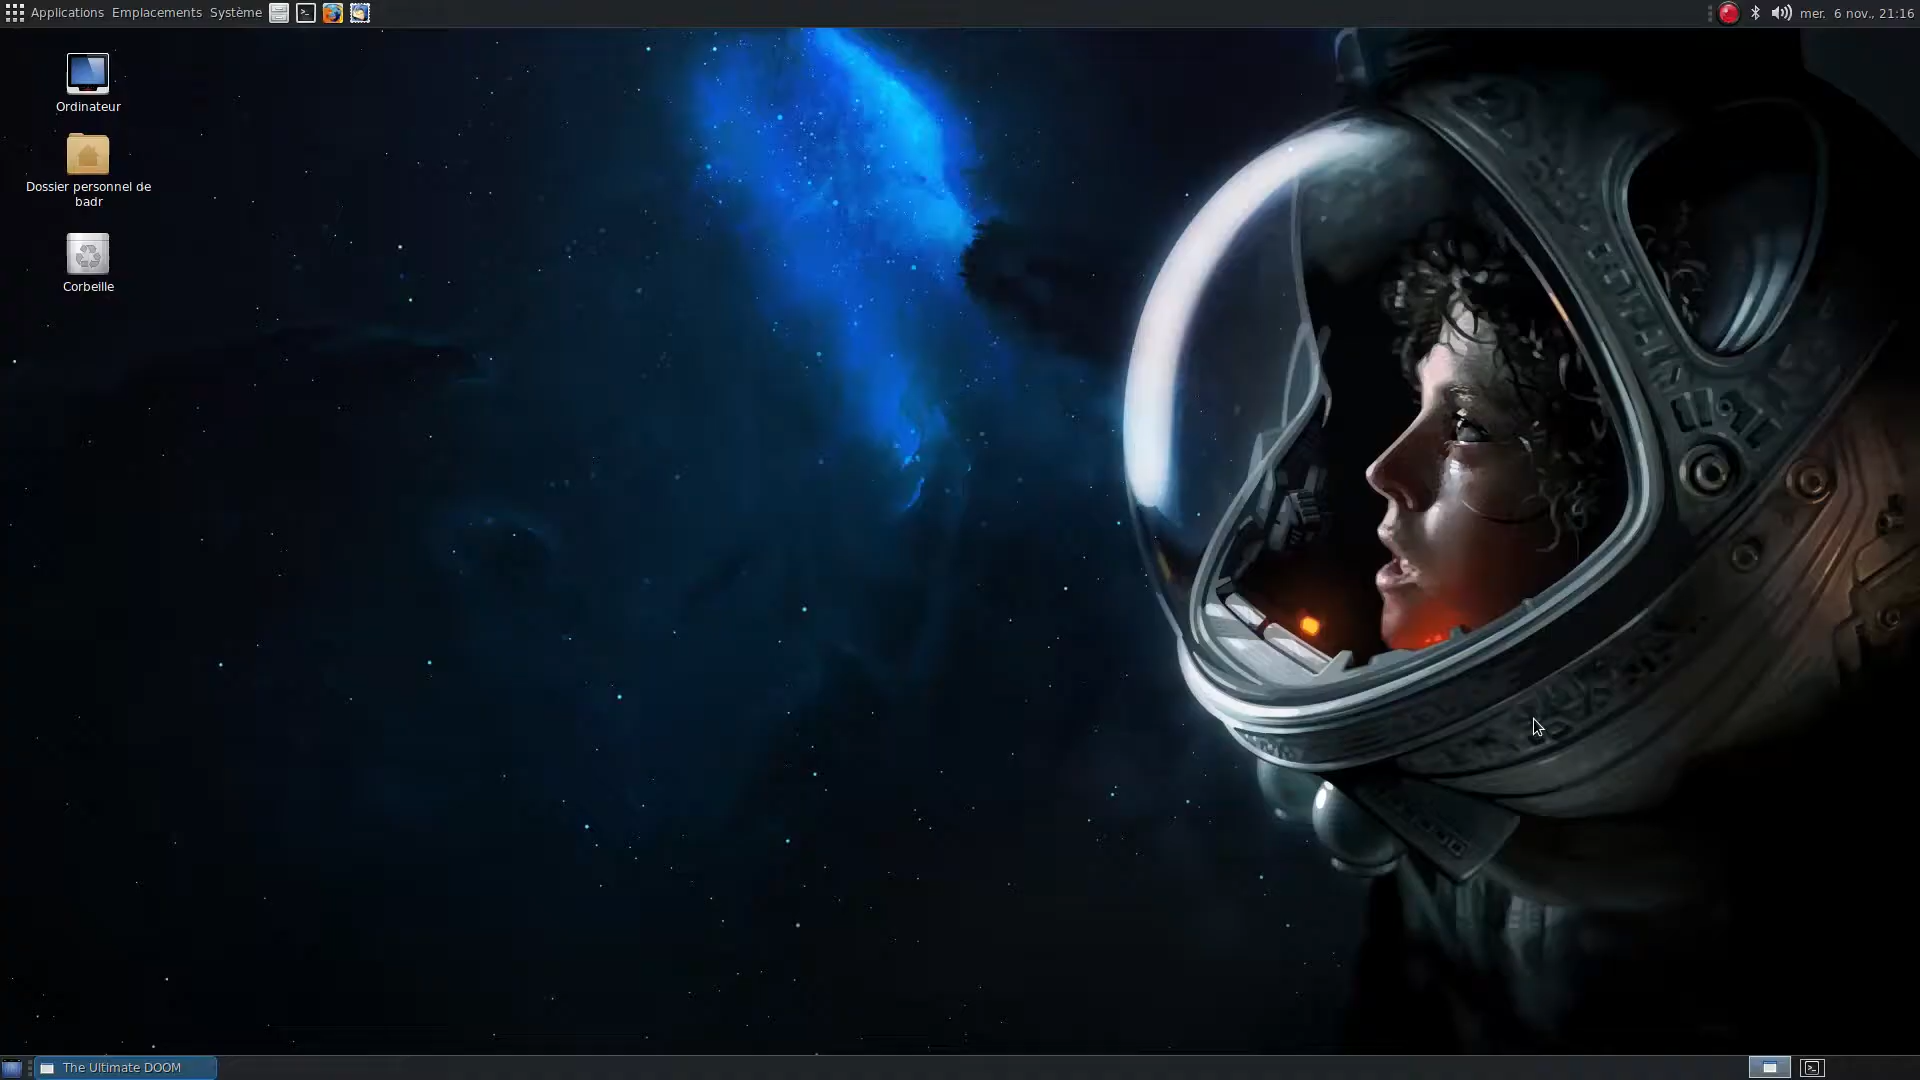 Applications Emplacements Système
mer. 6 nov., 21:16
Ordinateur
Dossier personnel de
badr
Corbeille
The Ultimate DOOM